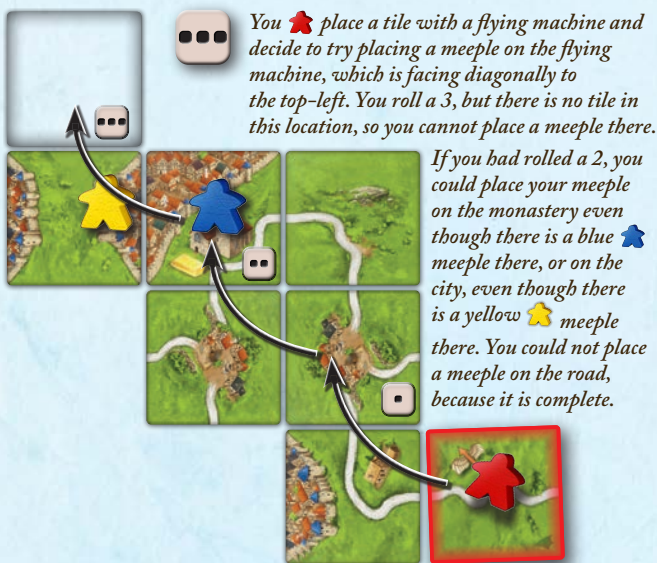 You place a tile with a flying machine and
decide to try placing a meeple on the flying
machine, which is facing diagonally to
the top-left. You roll a 3, but there is no tile in
this location, so you cannot place a meeple there.
If you had rolled a 2, you
could place your meeple
on the monastery even
though there is a blue
meeple there, or on the
city, even though there
is a yellow meeple
there. You could not place
a meeple on the road,
because it is complete.